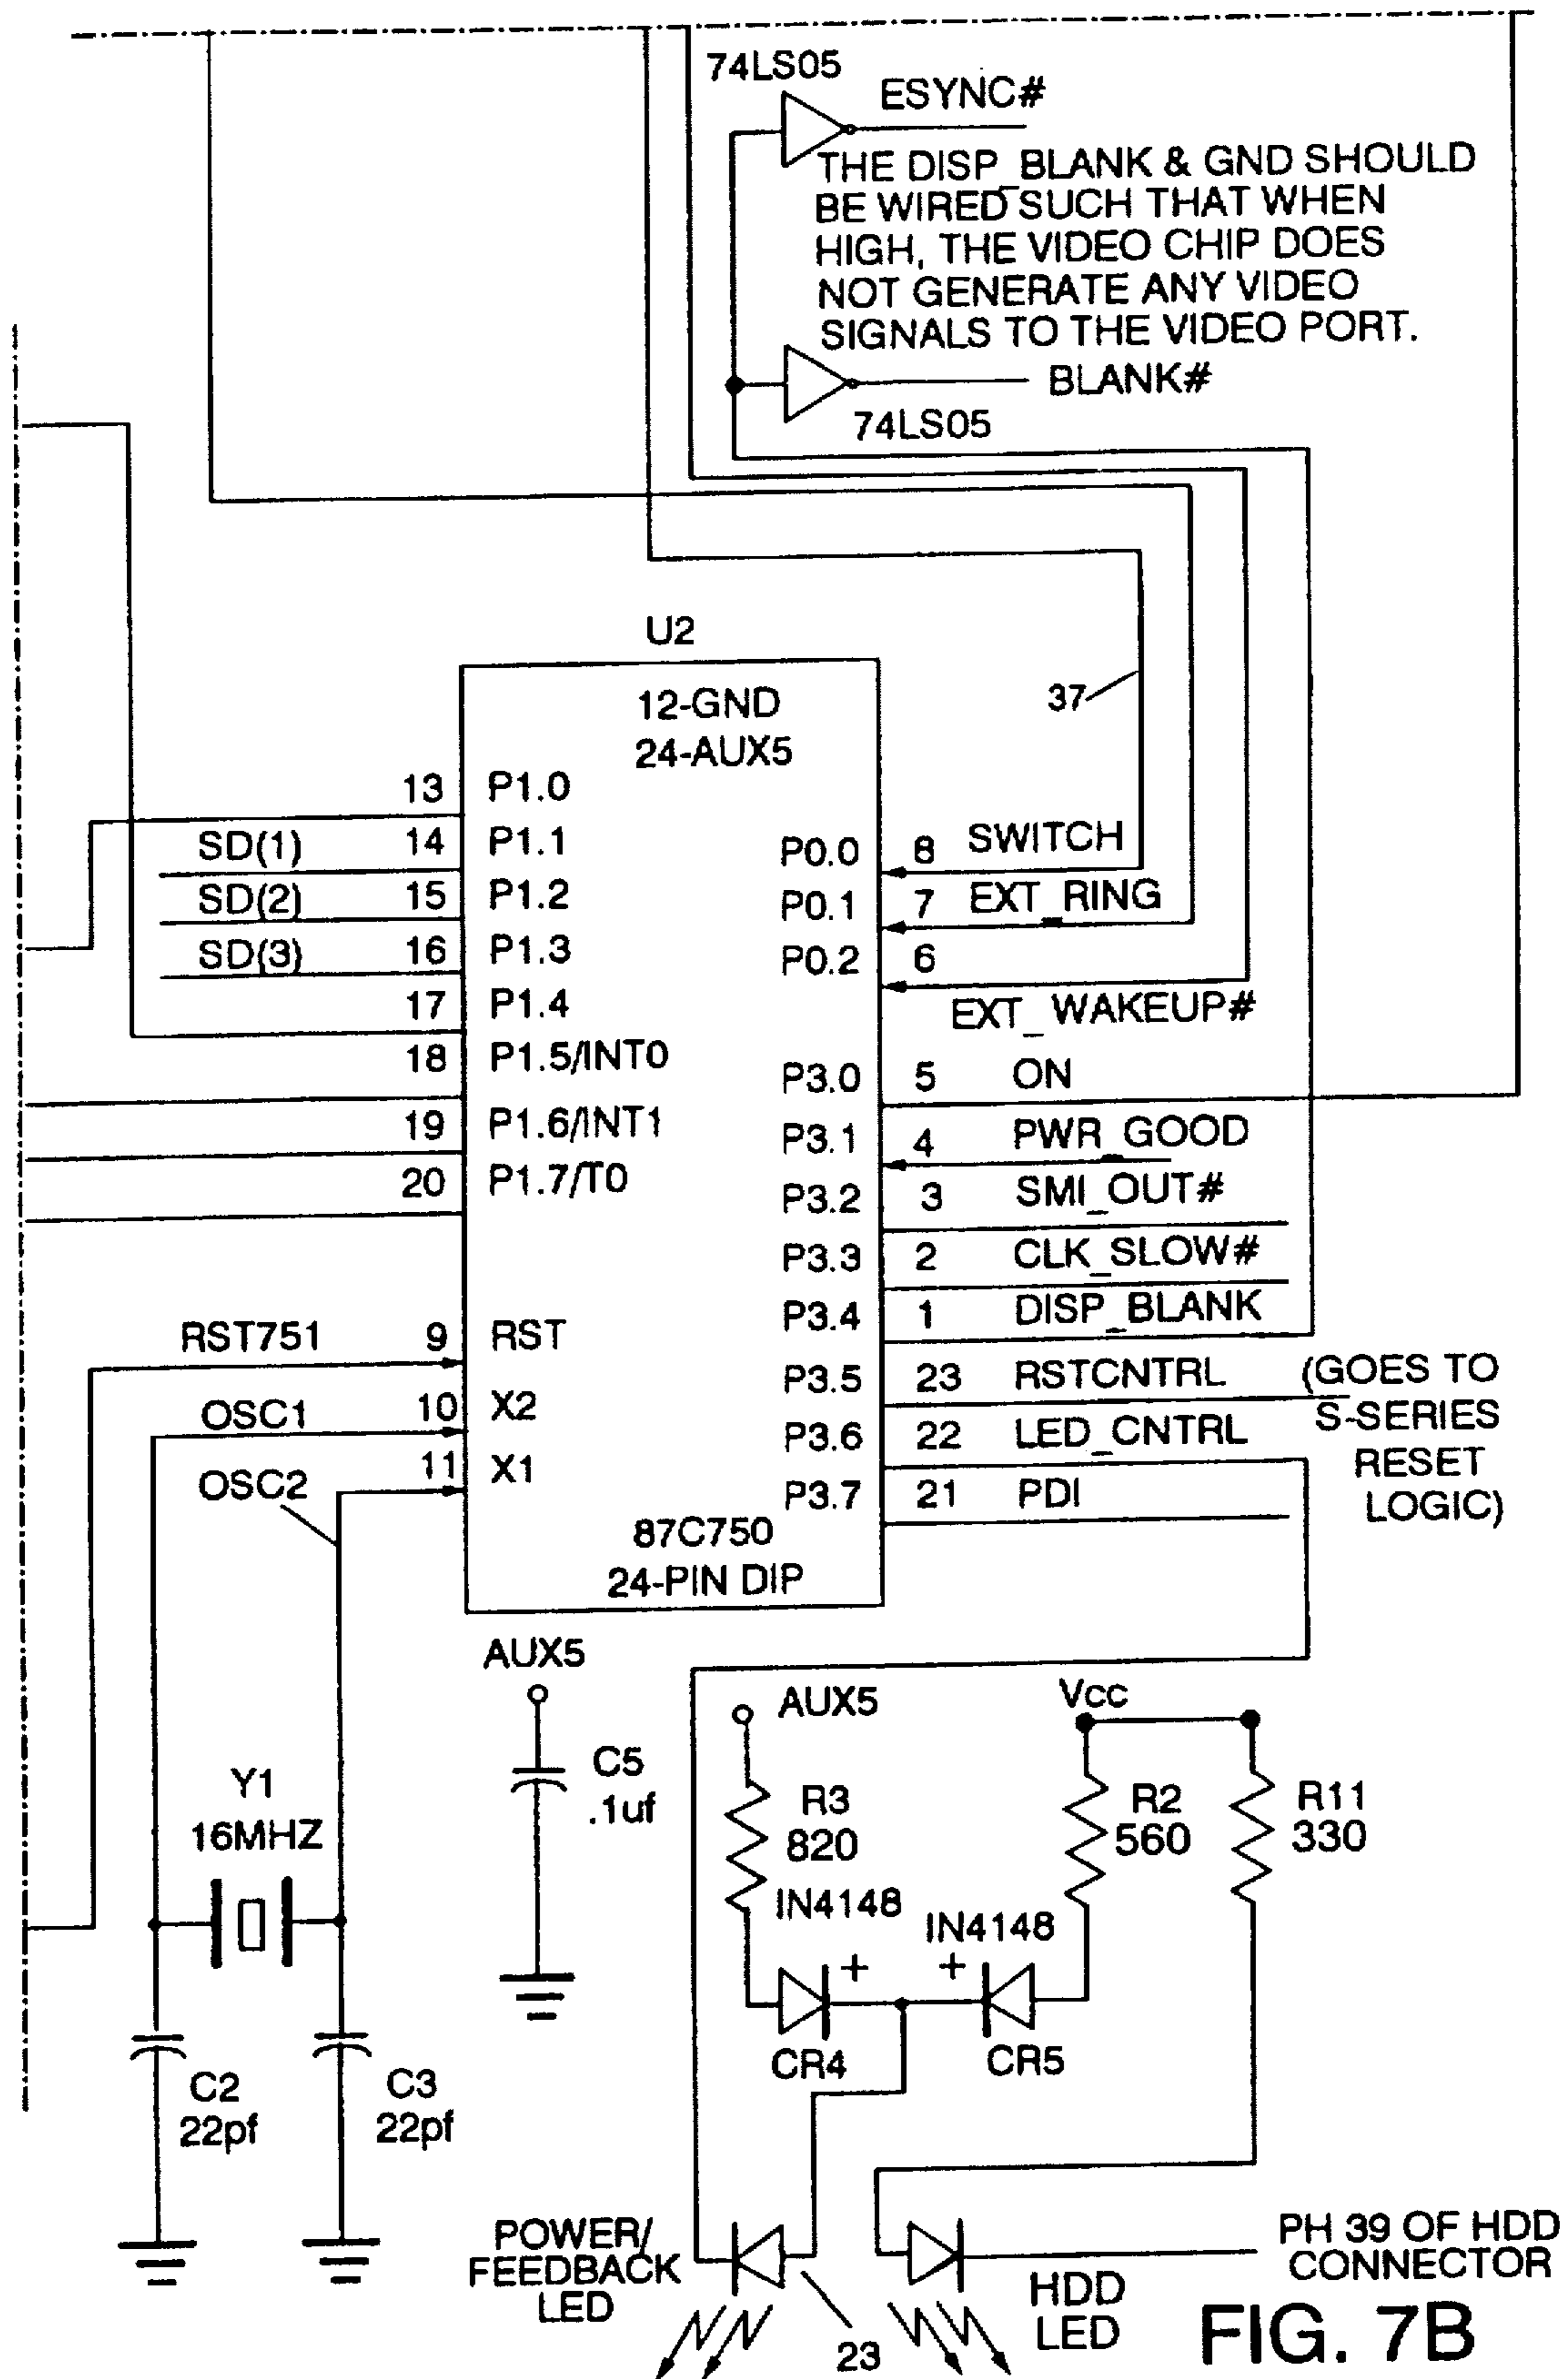 74LS05
ESYNC#
THE DISP_BLANK & GND SHOULD
BE WIRED SUCH THAT WHEN
HIGH, THE VIDEO CHIP DOES
NOT GENERATE ANY VIDEO
SIGNALS TO THE VIDEO PORT.
BLANK#
74LS05
U2
12-GND
24-AUX5
37
13 P1.0
SD(1) 14 P1.1
SD(2) 15 P1.2
SD(3) 16 P1.3
17 P1.4
18 P1.5/INT0
19 P1.6/INT1
20 P1.7/T0
RST751 9 RST
OSC1 10 X2
OSC2 11 X1
P0.0 8 SWITCH
P0.1 7 EXT_RING
P0.2 6
EXT_WAKEUP#
P3.0 5 ON
P3.1 4 PWR_GOOD
P3.2 3 SMI_OUT#
P3.3 2 CLK_SLOW#
P3.4 1 DISP_BLANK
P3.5 23 RSTCNTRL
P3.6 22 LED_CNTRL
P3.7 21 PDI
(GOES TO
S-SERIES
RESET
LOGIC)
87C750
24-PIN DIP
AUX5
C5
.1uf
Y1
16MHZ
C2
22pf
C3
22pf
AUX5
Vcc
R3
820
R2
560
R11
330
IN4148
IN4148
+
+
CR4
CR5
POWER/
FEEDBACK
LED
23
HDD
LED
PH 39 OF HDD
CONNECTOR
FIG. 7B